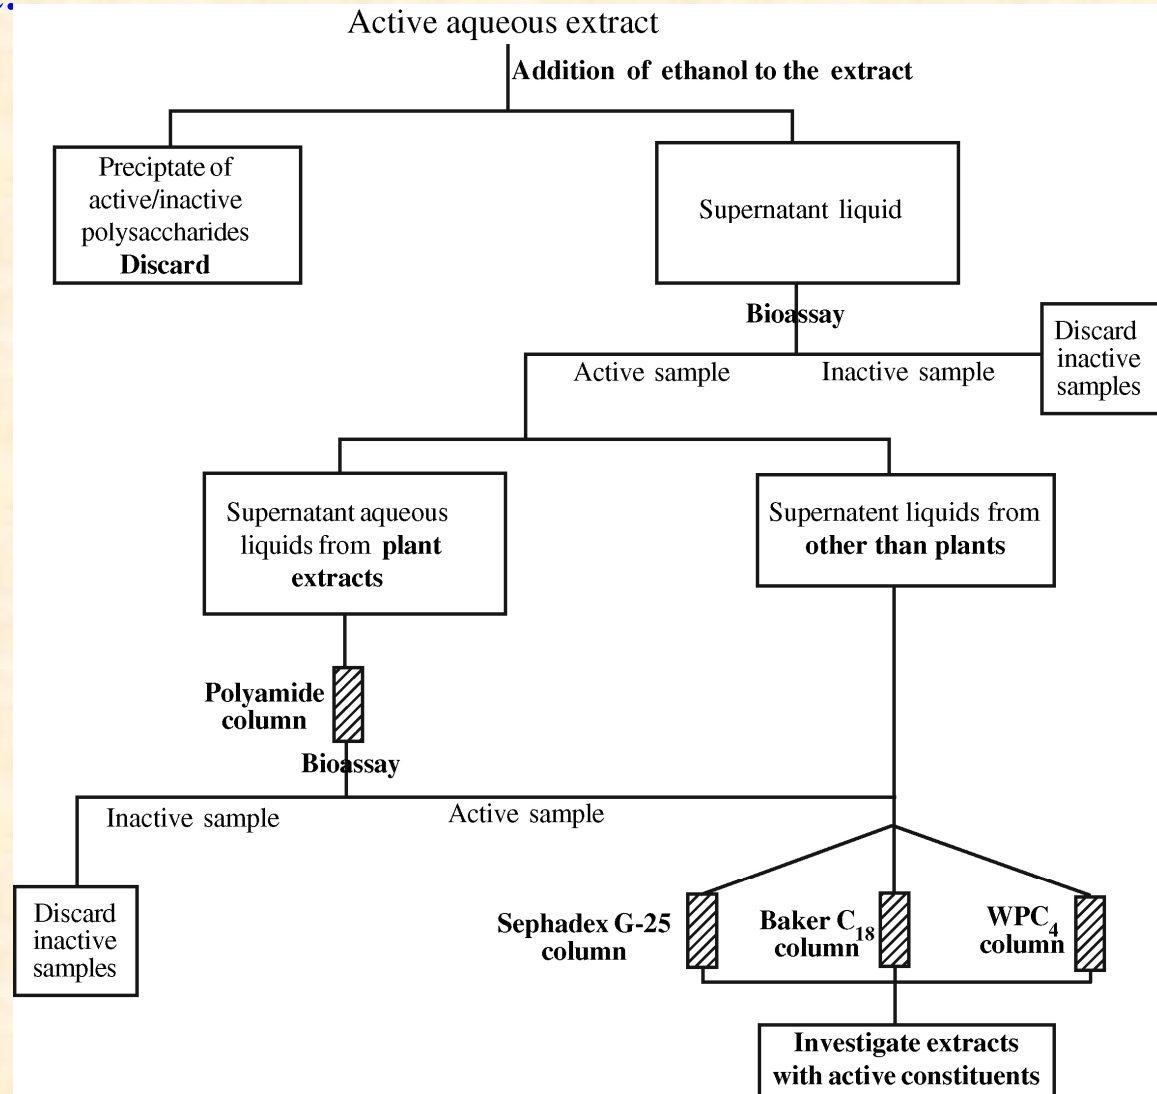 Active aqueous extract
Addition of ethanol to the extract
Preciptate of
active/inactive
polysaccharides
Discard
Supernatant liquid
Bioassay
Active sample
Inactive sample
Discard
inactive
samples
Supernatant aqueous
liquids from plant
extracts
Supernatent liquids from
other than plants
Polyamide
column
Bioassay
Inactive sample
Active sample
Discard
inactive
samples
Sephadex G-25
column
Baker C18
column
WPC4
column
Investigate extracts
with active constituents